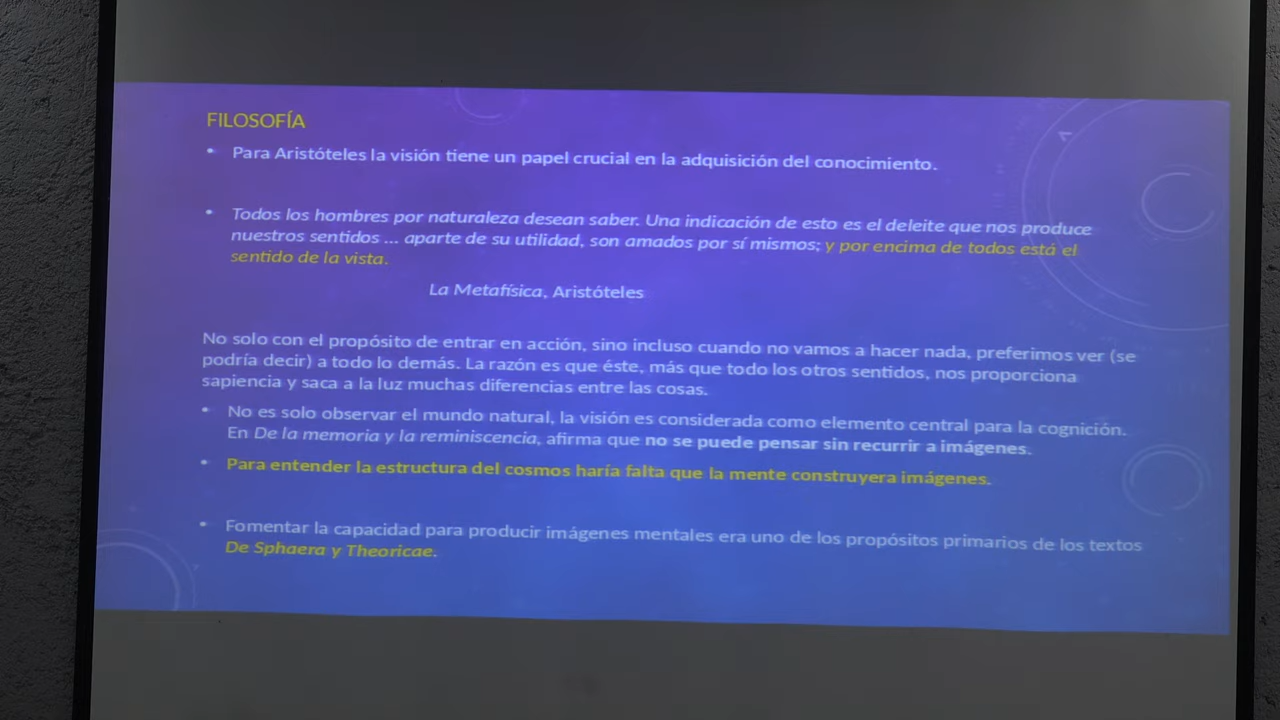 FILOSOFÍA
• Para Aristóteles la visión tiene un papel crucial en la adquisición del conocimiento.
• Todos los hombres por naturaleza desean saber. Una indicación de esto es el deleite que nos produce
nuestros sentidos ... aparte de su utilidad, son amados por sí mismos; y por encima de todos está el
sentido de la vista.
La Metafísica, Aristóteles
No solo con el propósito de entrar en acción, sino incluso cuando no vamos a hacer nada, preferimos ver (se
podría decir) a todo lo demás. La razón es que éste, más que todo los otros sentidos, nos proporciona
sapiencia y saca a la luz muchas diferencias entre las cosas.
• No es solo observar el mundo natural, la visión es considerada como elemento central para la cognición.
En De la memoria y la reminiscencia, afirma que no se puede pensar sin recurrir a imágenes.
• Para entender la estructura del cosmos haría falta que la mente construyera imágenes.
• Fomentar la capacidad para producir imágenes mentales era uno de los propósitos primarios de los textos
De Sphaera y Theoricae.